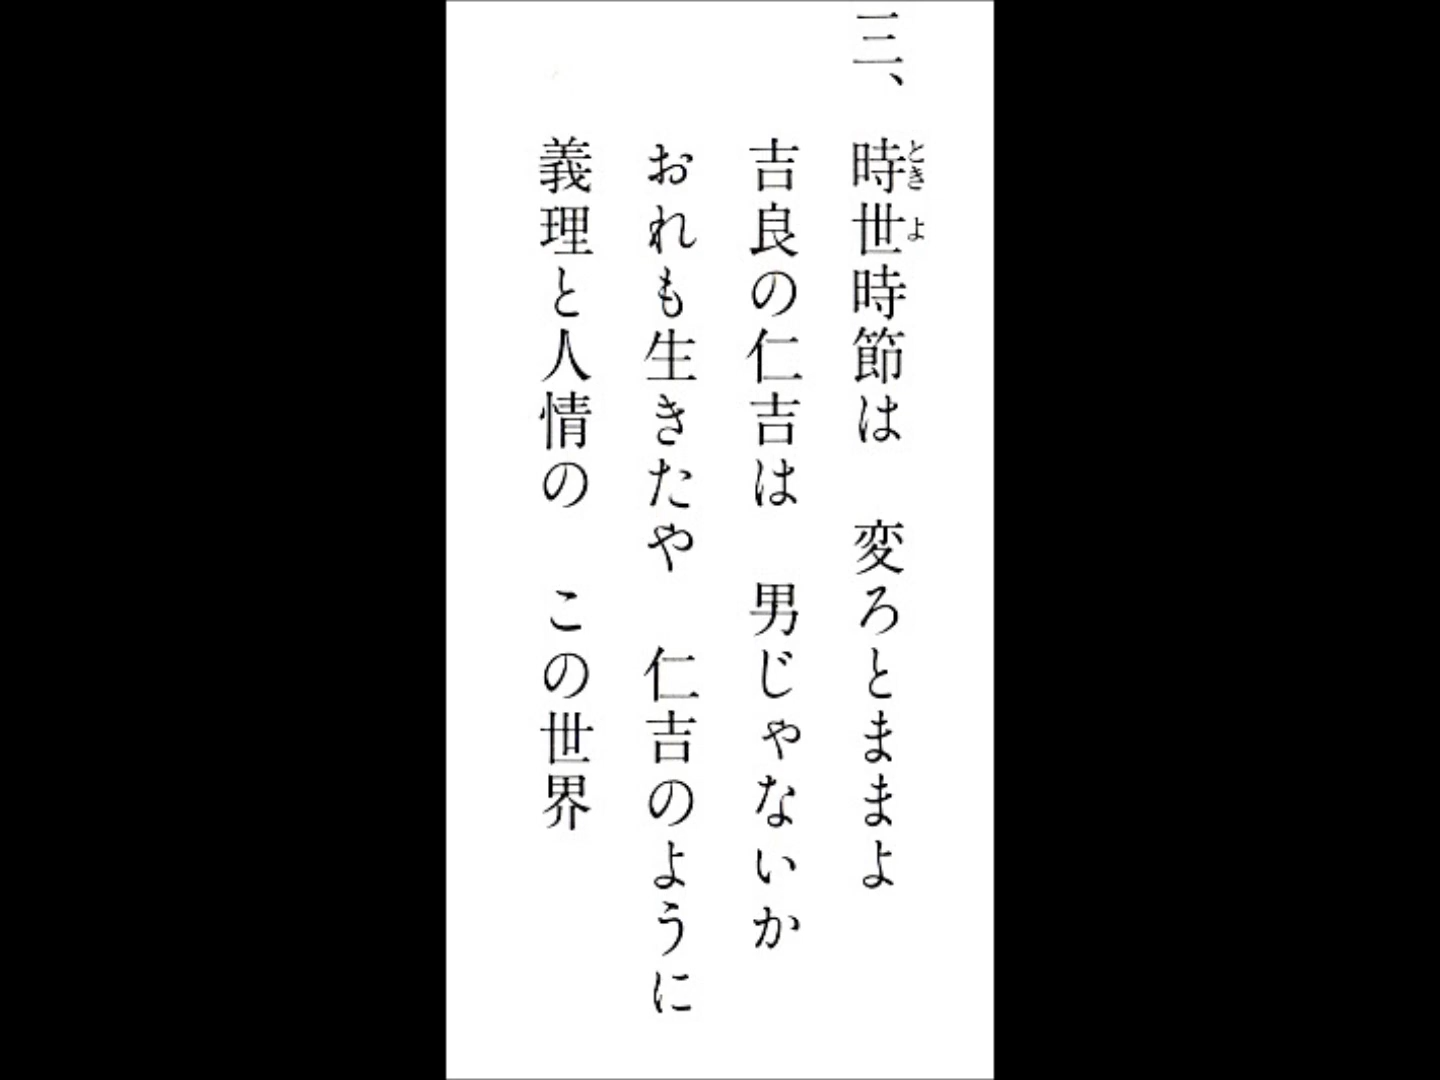 三、 時世時節は　変ろとままよ
吉良の仁吉は　男じゃないか
おれも生きたや　仁吉のように
義理と人情の　この世界